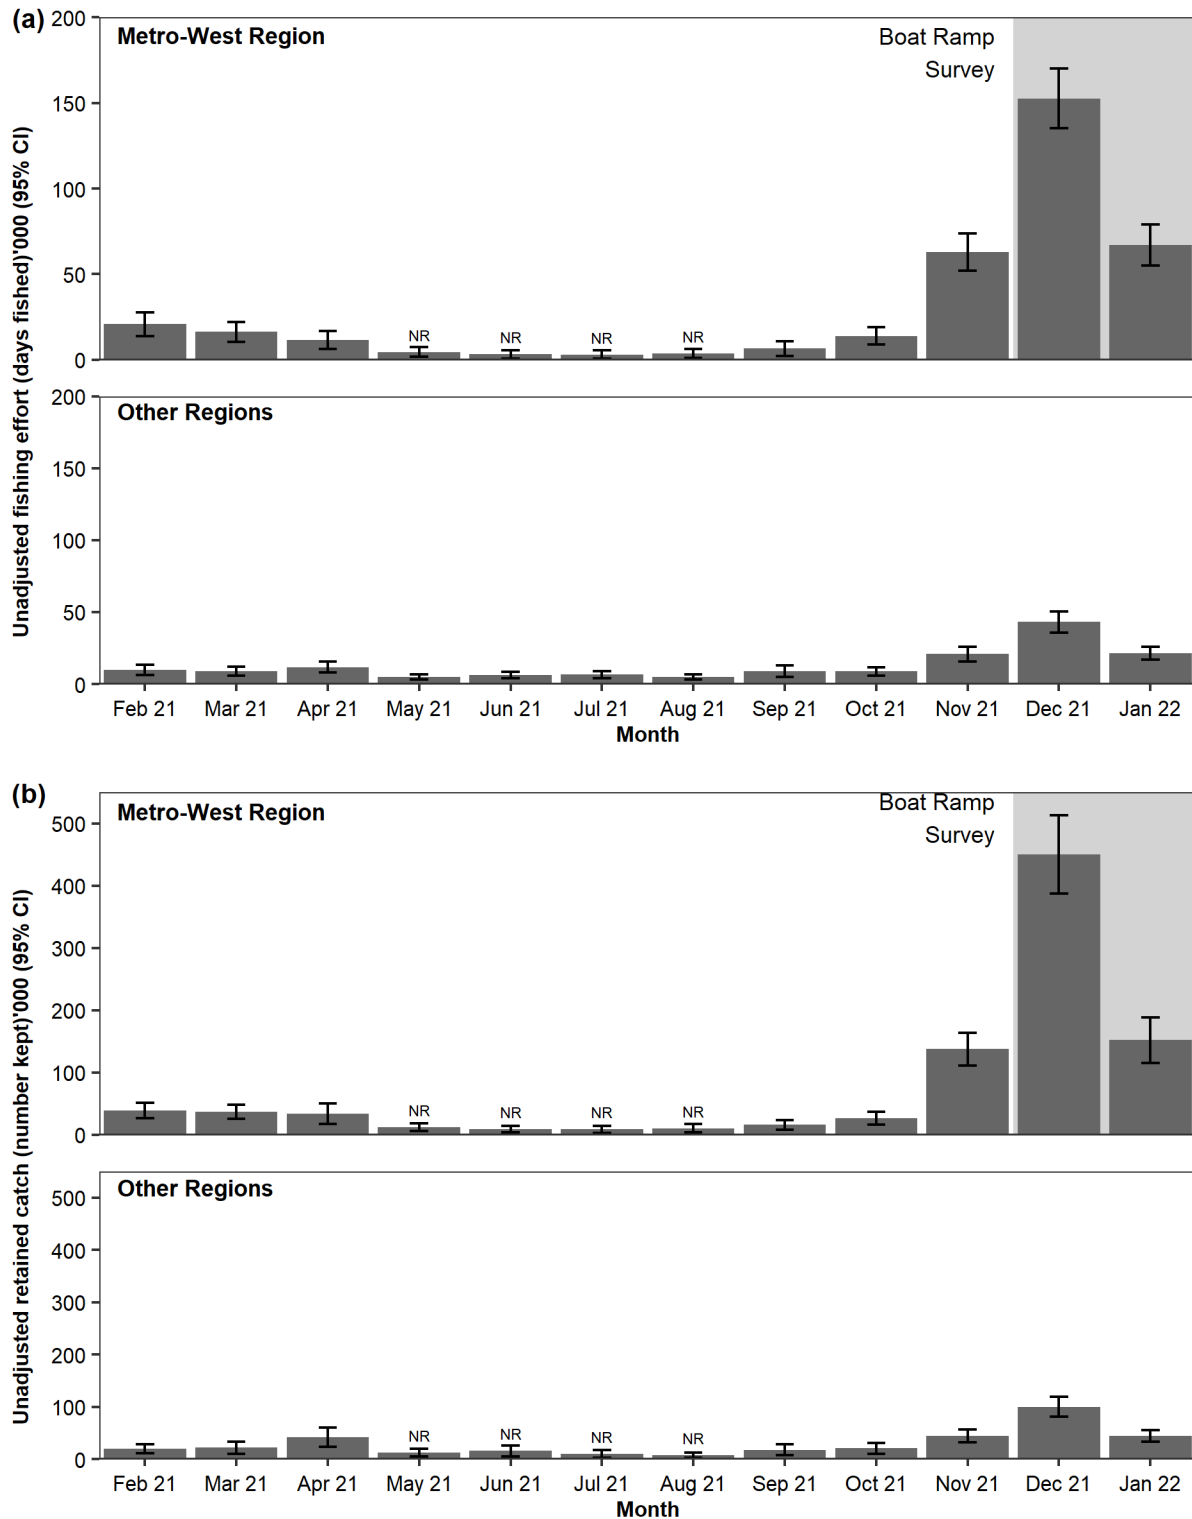 (a)
Unadjusted fishing effort (days fished)'000 (95% CI)
Metro-West Region
Boat Ramp
Survey
200
150
100
50
0
NR NR NR NR
Other Regions
200
150
100
50
0
Feb 21 Mar 21 Apr 21 May 21 Jun 21 Jul 21 Aug 21 Sep 21 Oct 21 Nov 21 Dec 21 Jan 22
Month
(b)
Unadjusted retained catch (number kept)'000 (95% CI)
Metro-West Region
Boat Ramp
Survey
500
400
300
200
100
0
NR NR NR NR
Other Regions
500
400
300
200
100
0
NR NR NR NR
Feb 21 Mar 21 Apr 21 May 21 Jun 21 Jul 21 Aug 21 Sep 21 Oct 21 Nov 21 Dec 21 Jan 22
Month